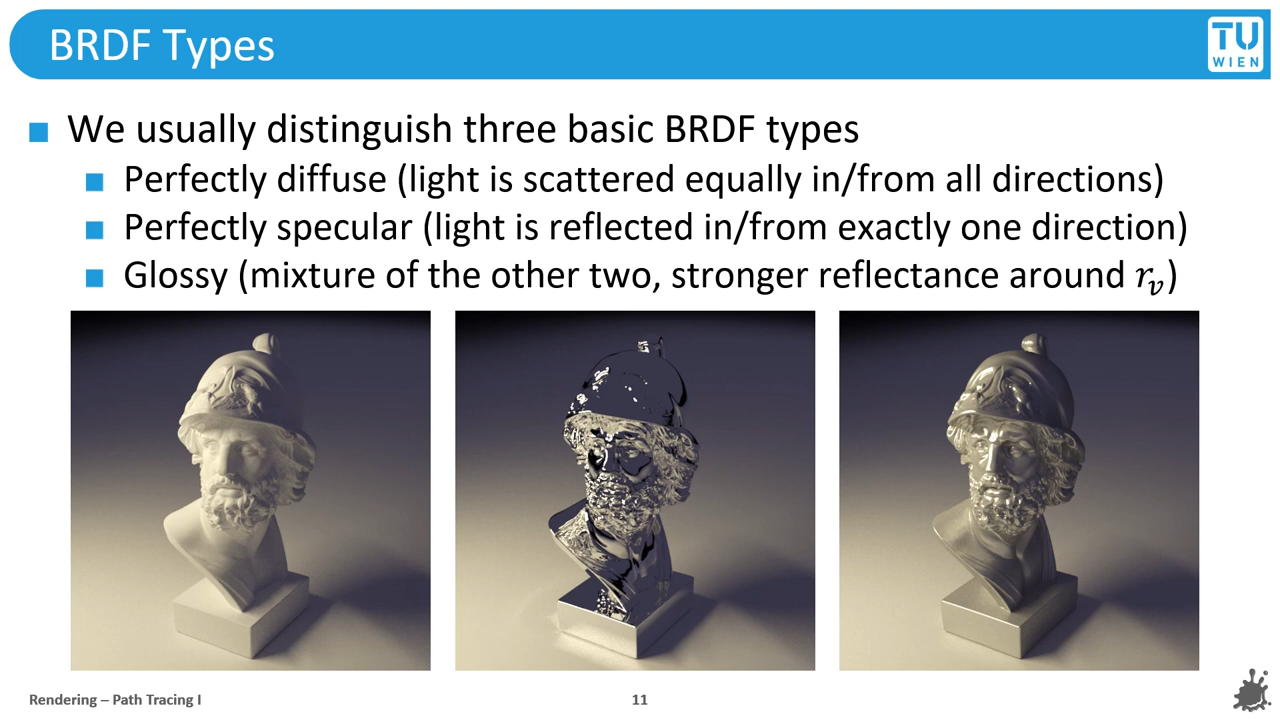 BRDF Types
TU
WIEN
We usually distinguish three basic BRDF types
Perfectly diffuse (light is scattered equally in/from all directions)
Perfectly specular (light is reflected in/from exactly one direction)
Glossy (mixture of the other two, stronger reflectance around r_v)
Rendering – Path Tracing I
11